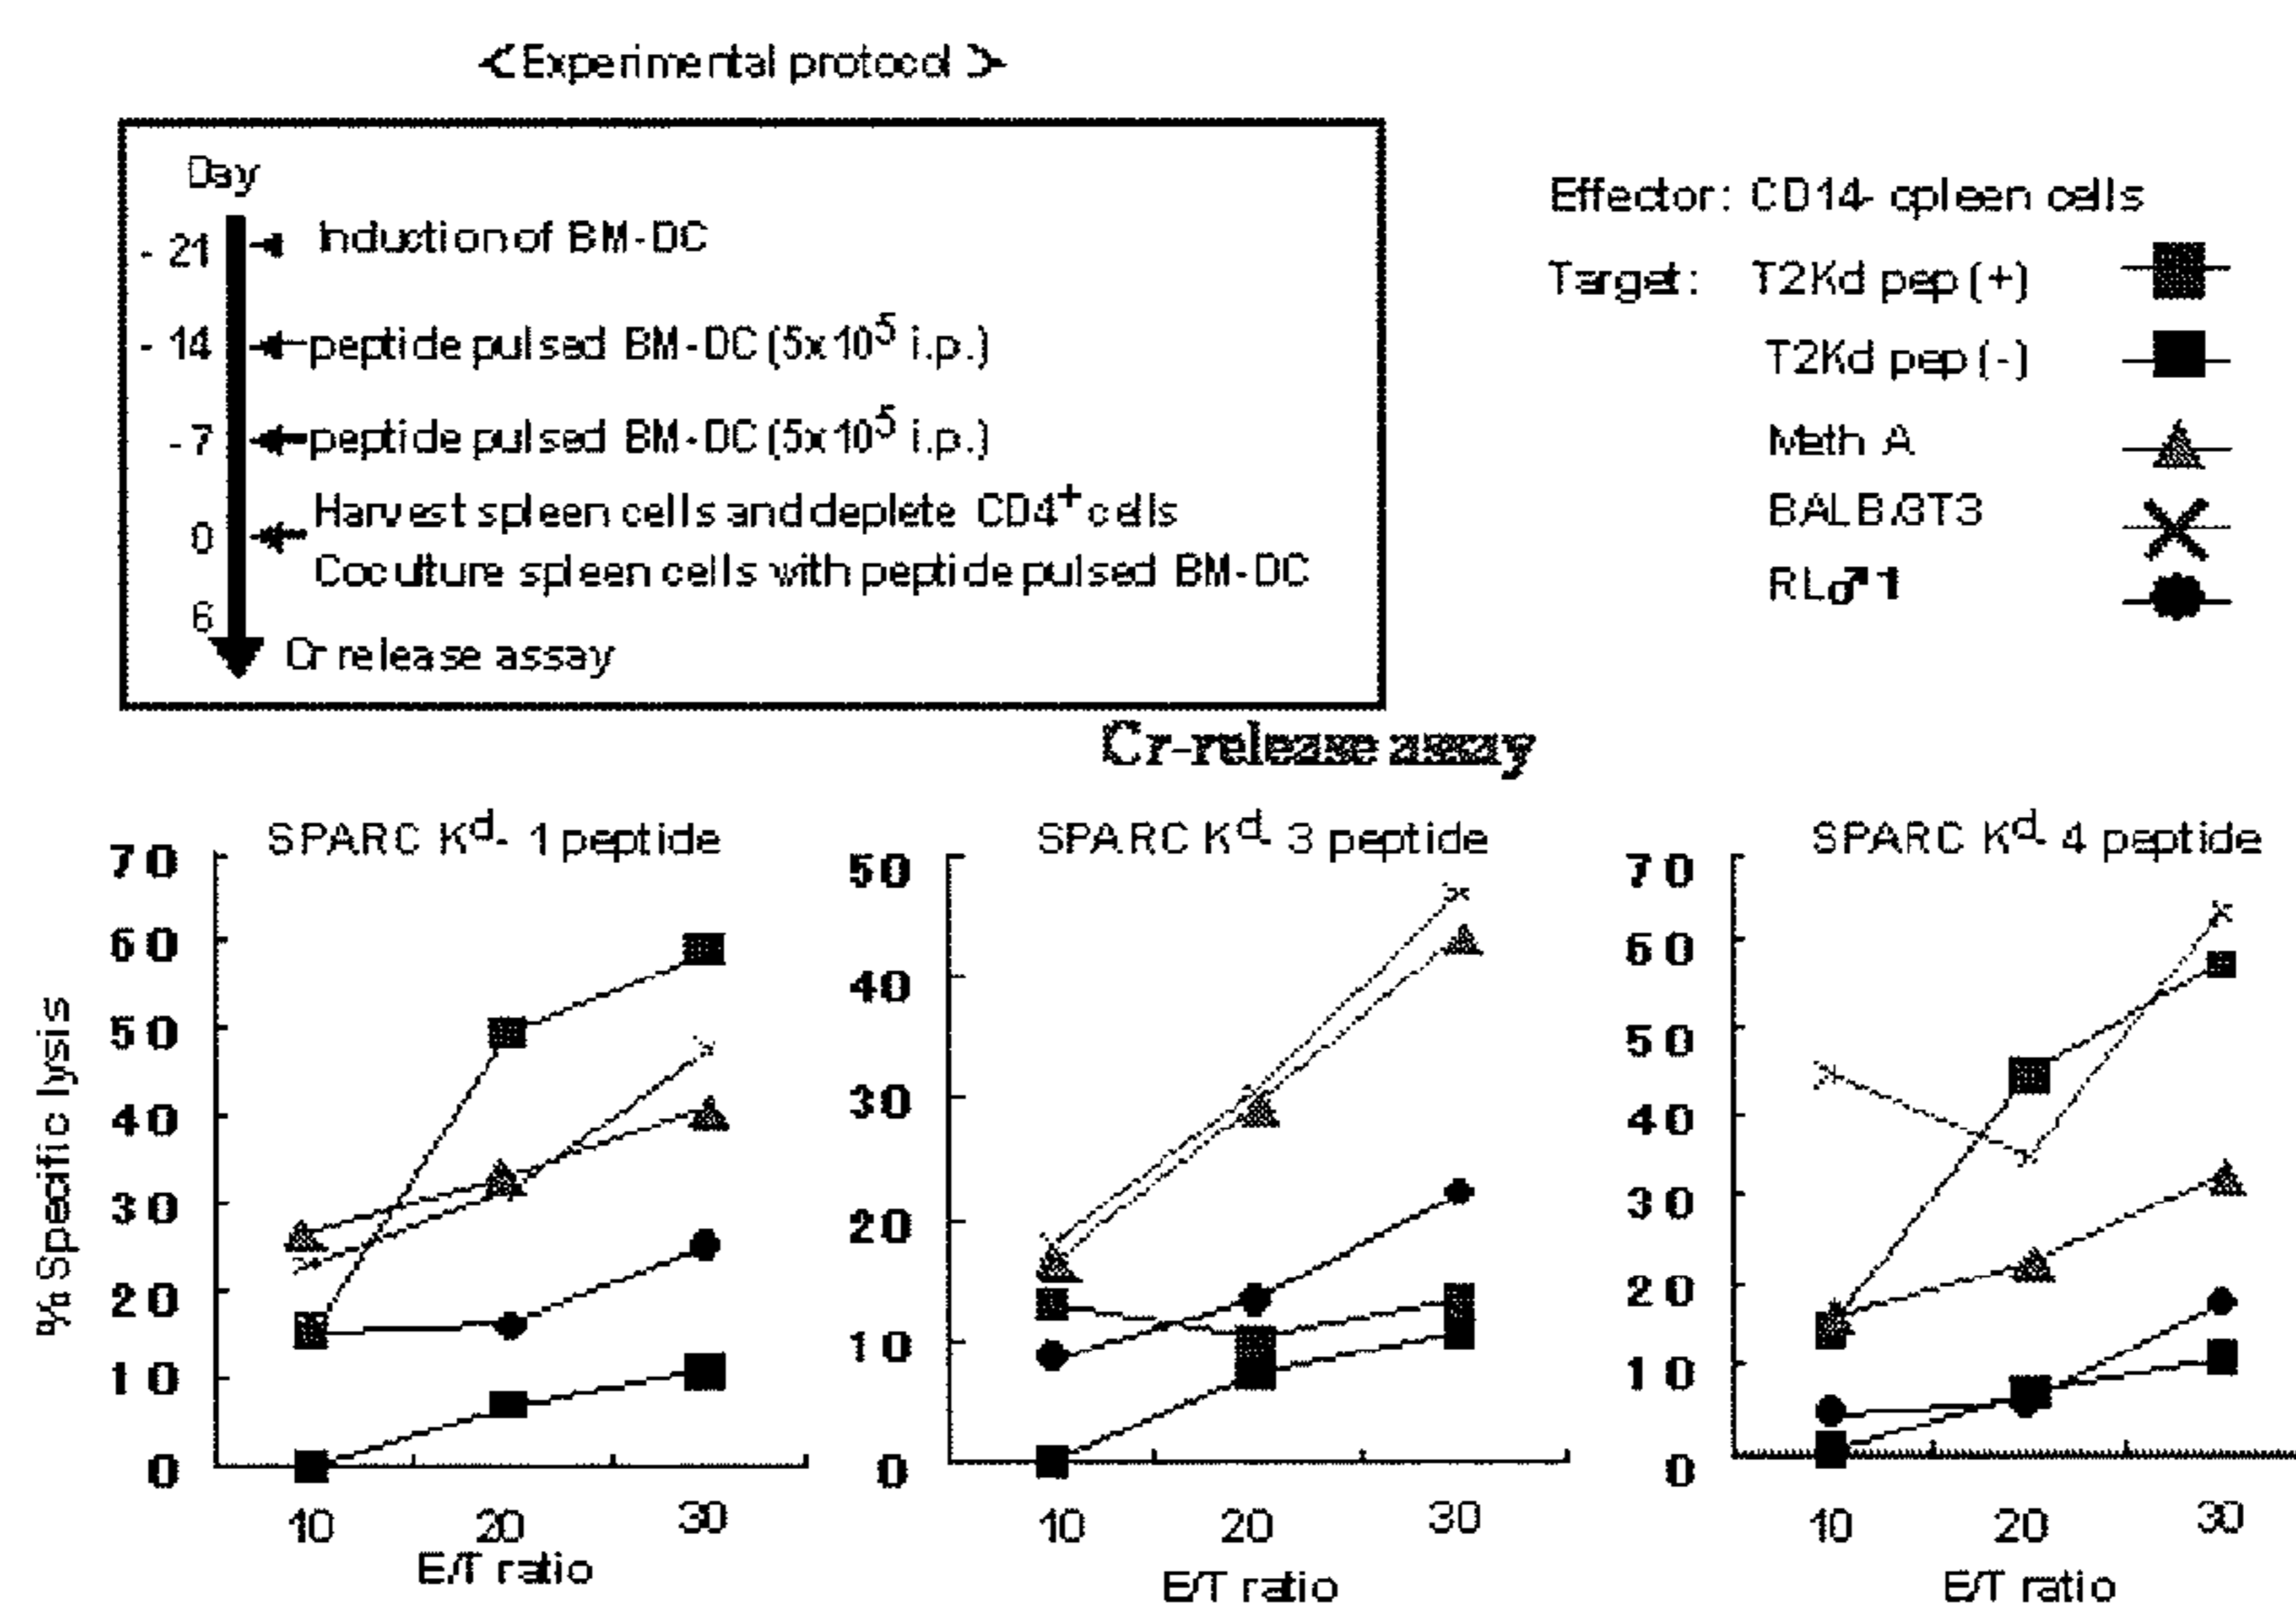 <Experimental protocol>
Day
- 21 Induction of BM-DC
- 14 peptide pulsed BM-DC (5x10⁵ i.p.)
-7 peptide pulsed BM-DC (5x10⁵ i.p.)
Harvest spleen cells and deplete CD4⁺ cells
0
Coculture spleen cells with peptide pulsed BM-DC
6
Cr release assay
Effector: CD14- cpleen cells
Target: T2Kd pep (+)
T2Kd pep (-)
Meth A
BALB/3T3
RL♂1
Cr-release assay
SPARC Kᵈ- 1 peptide
70
60
50
40
30
20
10
0
10 20 30
E/T ratio
% Specific lysis
SPARC Kᵈ- 3 peptide
50
40
30
20
10
0
10 20 30
E/T ratio
SPARC Kᵈ- 4 peptide
70
60
50
40
30
20
10
0
10 20 30
E/T ratio